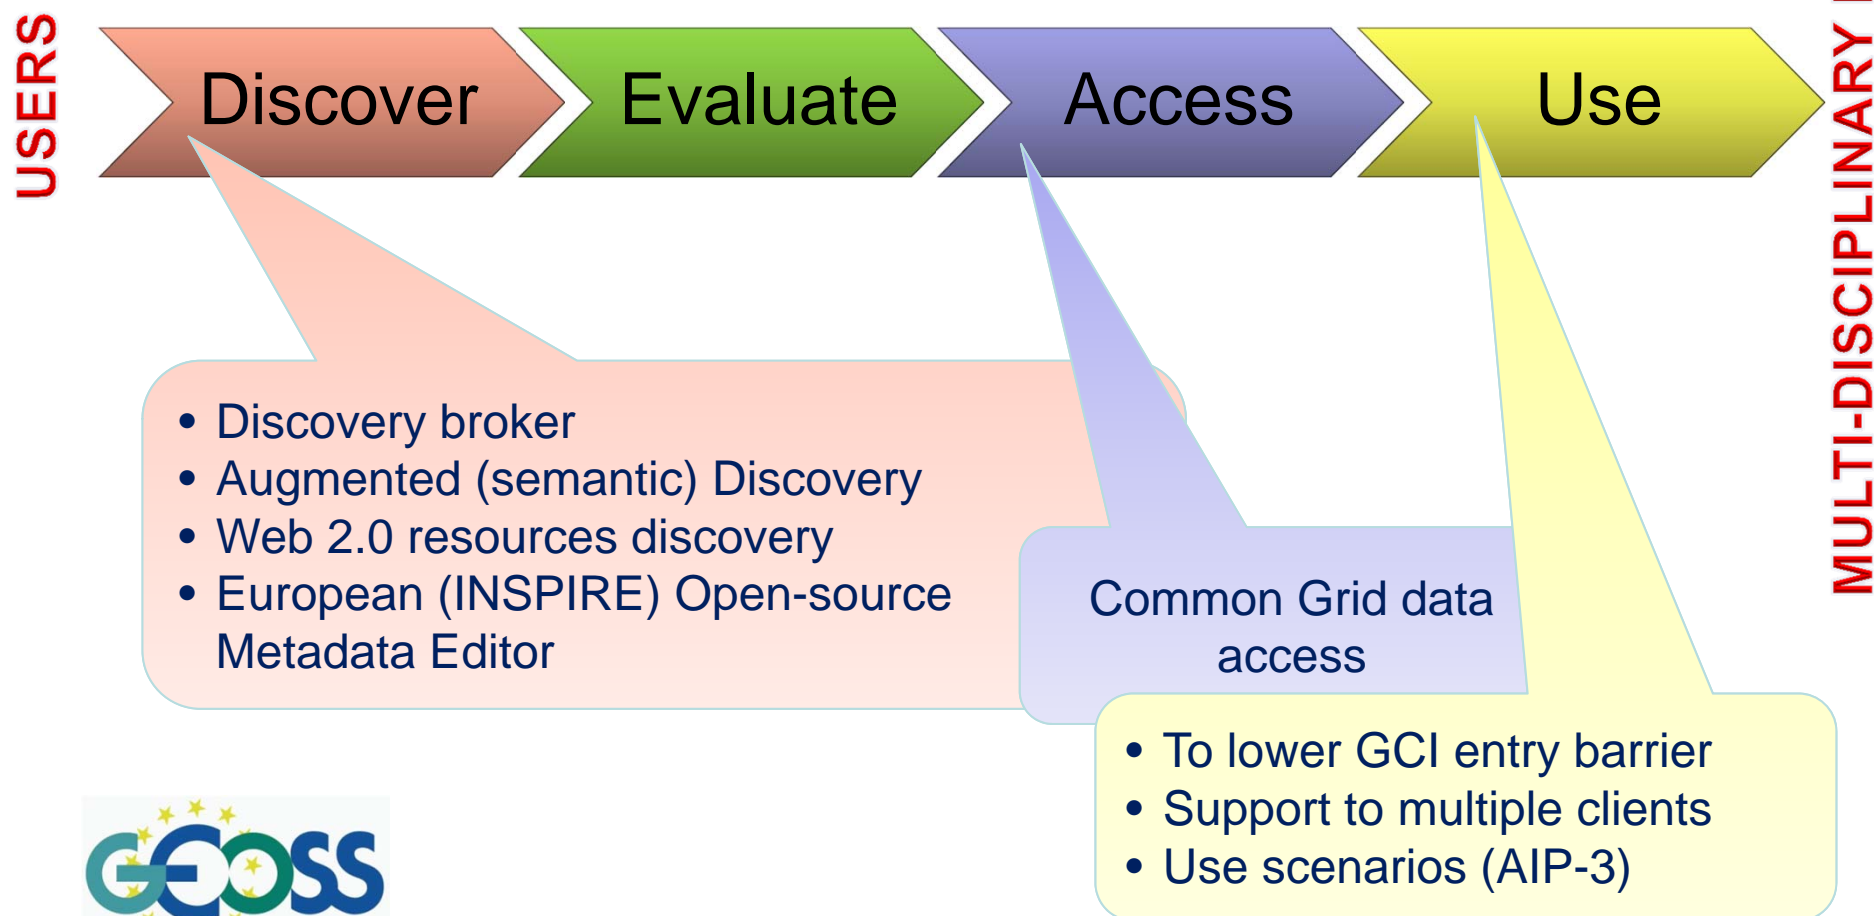 USERS
Discover
Evaluate
Access
Use
MULTI-DISCIPLINARY
• Discovery broker
• Augmented (semantic) Discovery
• Web 2.0 resources discovery
• European (INSPIRE) Open-source
Metadata Editor
Common Grid data
access
• To lower GCI entry barrier
• Support to multiple clients
• Use scenarios (AIP-3)
GEOSS